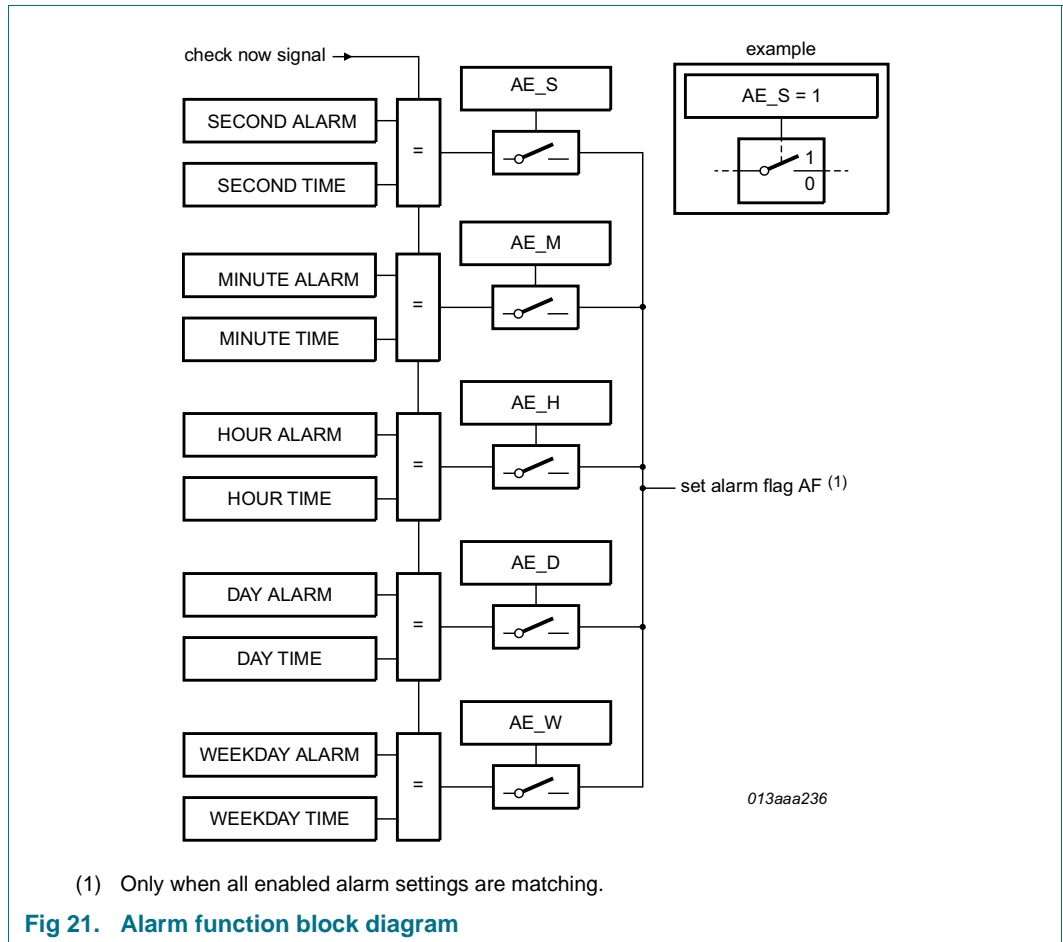 check now signal
example
AE_S
AE_S = 1
SECOND ALARM
=
1
SECOND TIME
0
AE_M
MINUTE ALARM
=
MINUTE TIME
AE_H
HOUR ALARM
=
set alarm flag AF (1)
HOUR TIME
AE_D
DAY ALARM
=
DAY TIME
AE_W
WEEKDAY ALARM
=
013aaa236
WEEKDAY TIME
(1) Only when all enabled alarm settings are matching.
Fig 21. Alarm function block diagram